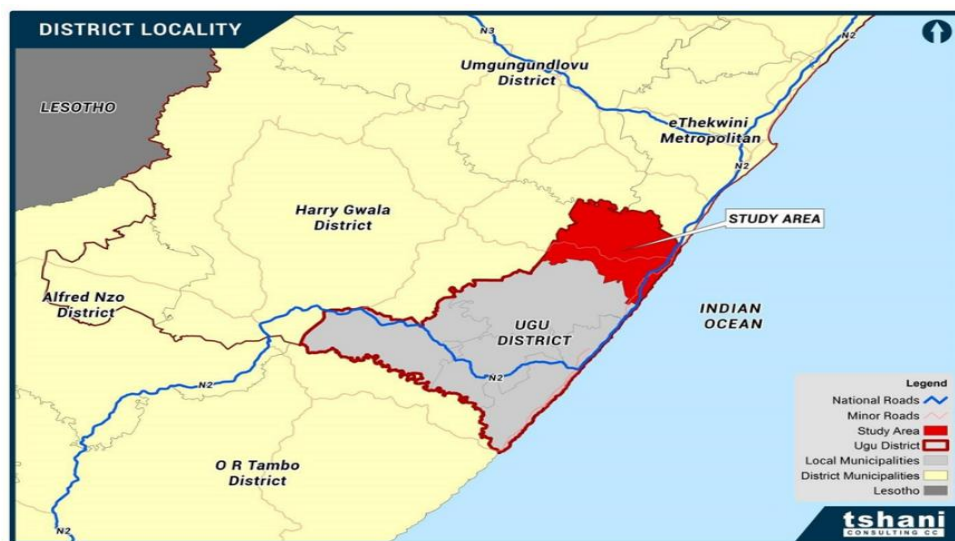 DISTRICT LOCALITY
N3
N2
Umgungundlovu
District
LESOTHO
eThekwini
Metropolitan
N2
Harry Gwala
District
STUDY AREA
Alfred Nzo
District
INDIAN
OCEAN
UGU
DISTRICT
N2
N2
O R Tambo
District
N2
Legend
National Roads
Minor Roads
Study Area
Ugu District
Local Municipalities
District Municipalities
Lesotho
tshani
CONSULTING CC